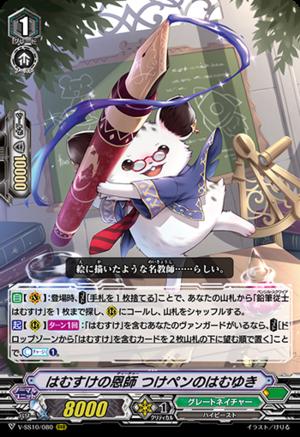 絵に描いたような名教師……らしい。
【自】：登場時、【手札を1枚捨てる】ことで、あなたの山札から「鉛筆従士
はむすけ」を1枚まで探し、Rにコールし、山札をシャッフルする。
【起】【R】ターン1回：「はむすけ」を含むあなたのヴァンガードがいるなら、【ド
ロップゾーンから「はむすけ」を含むカードを2枚山札の下に望む順で置く】こ
とで、
はむすけの恩師 つけペンのはむゆき
8000
1
グレートネイチャー
ハイビースト
V-SS10/080
RRR
イラスト/けりる
10000